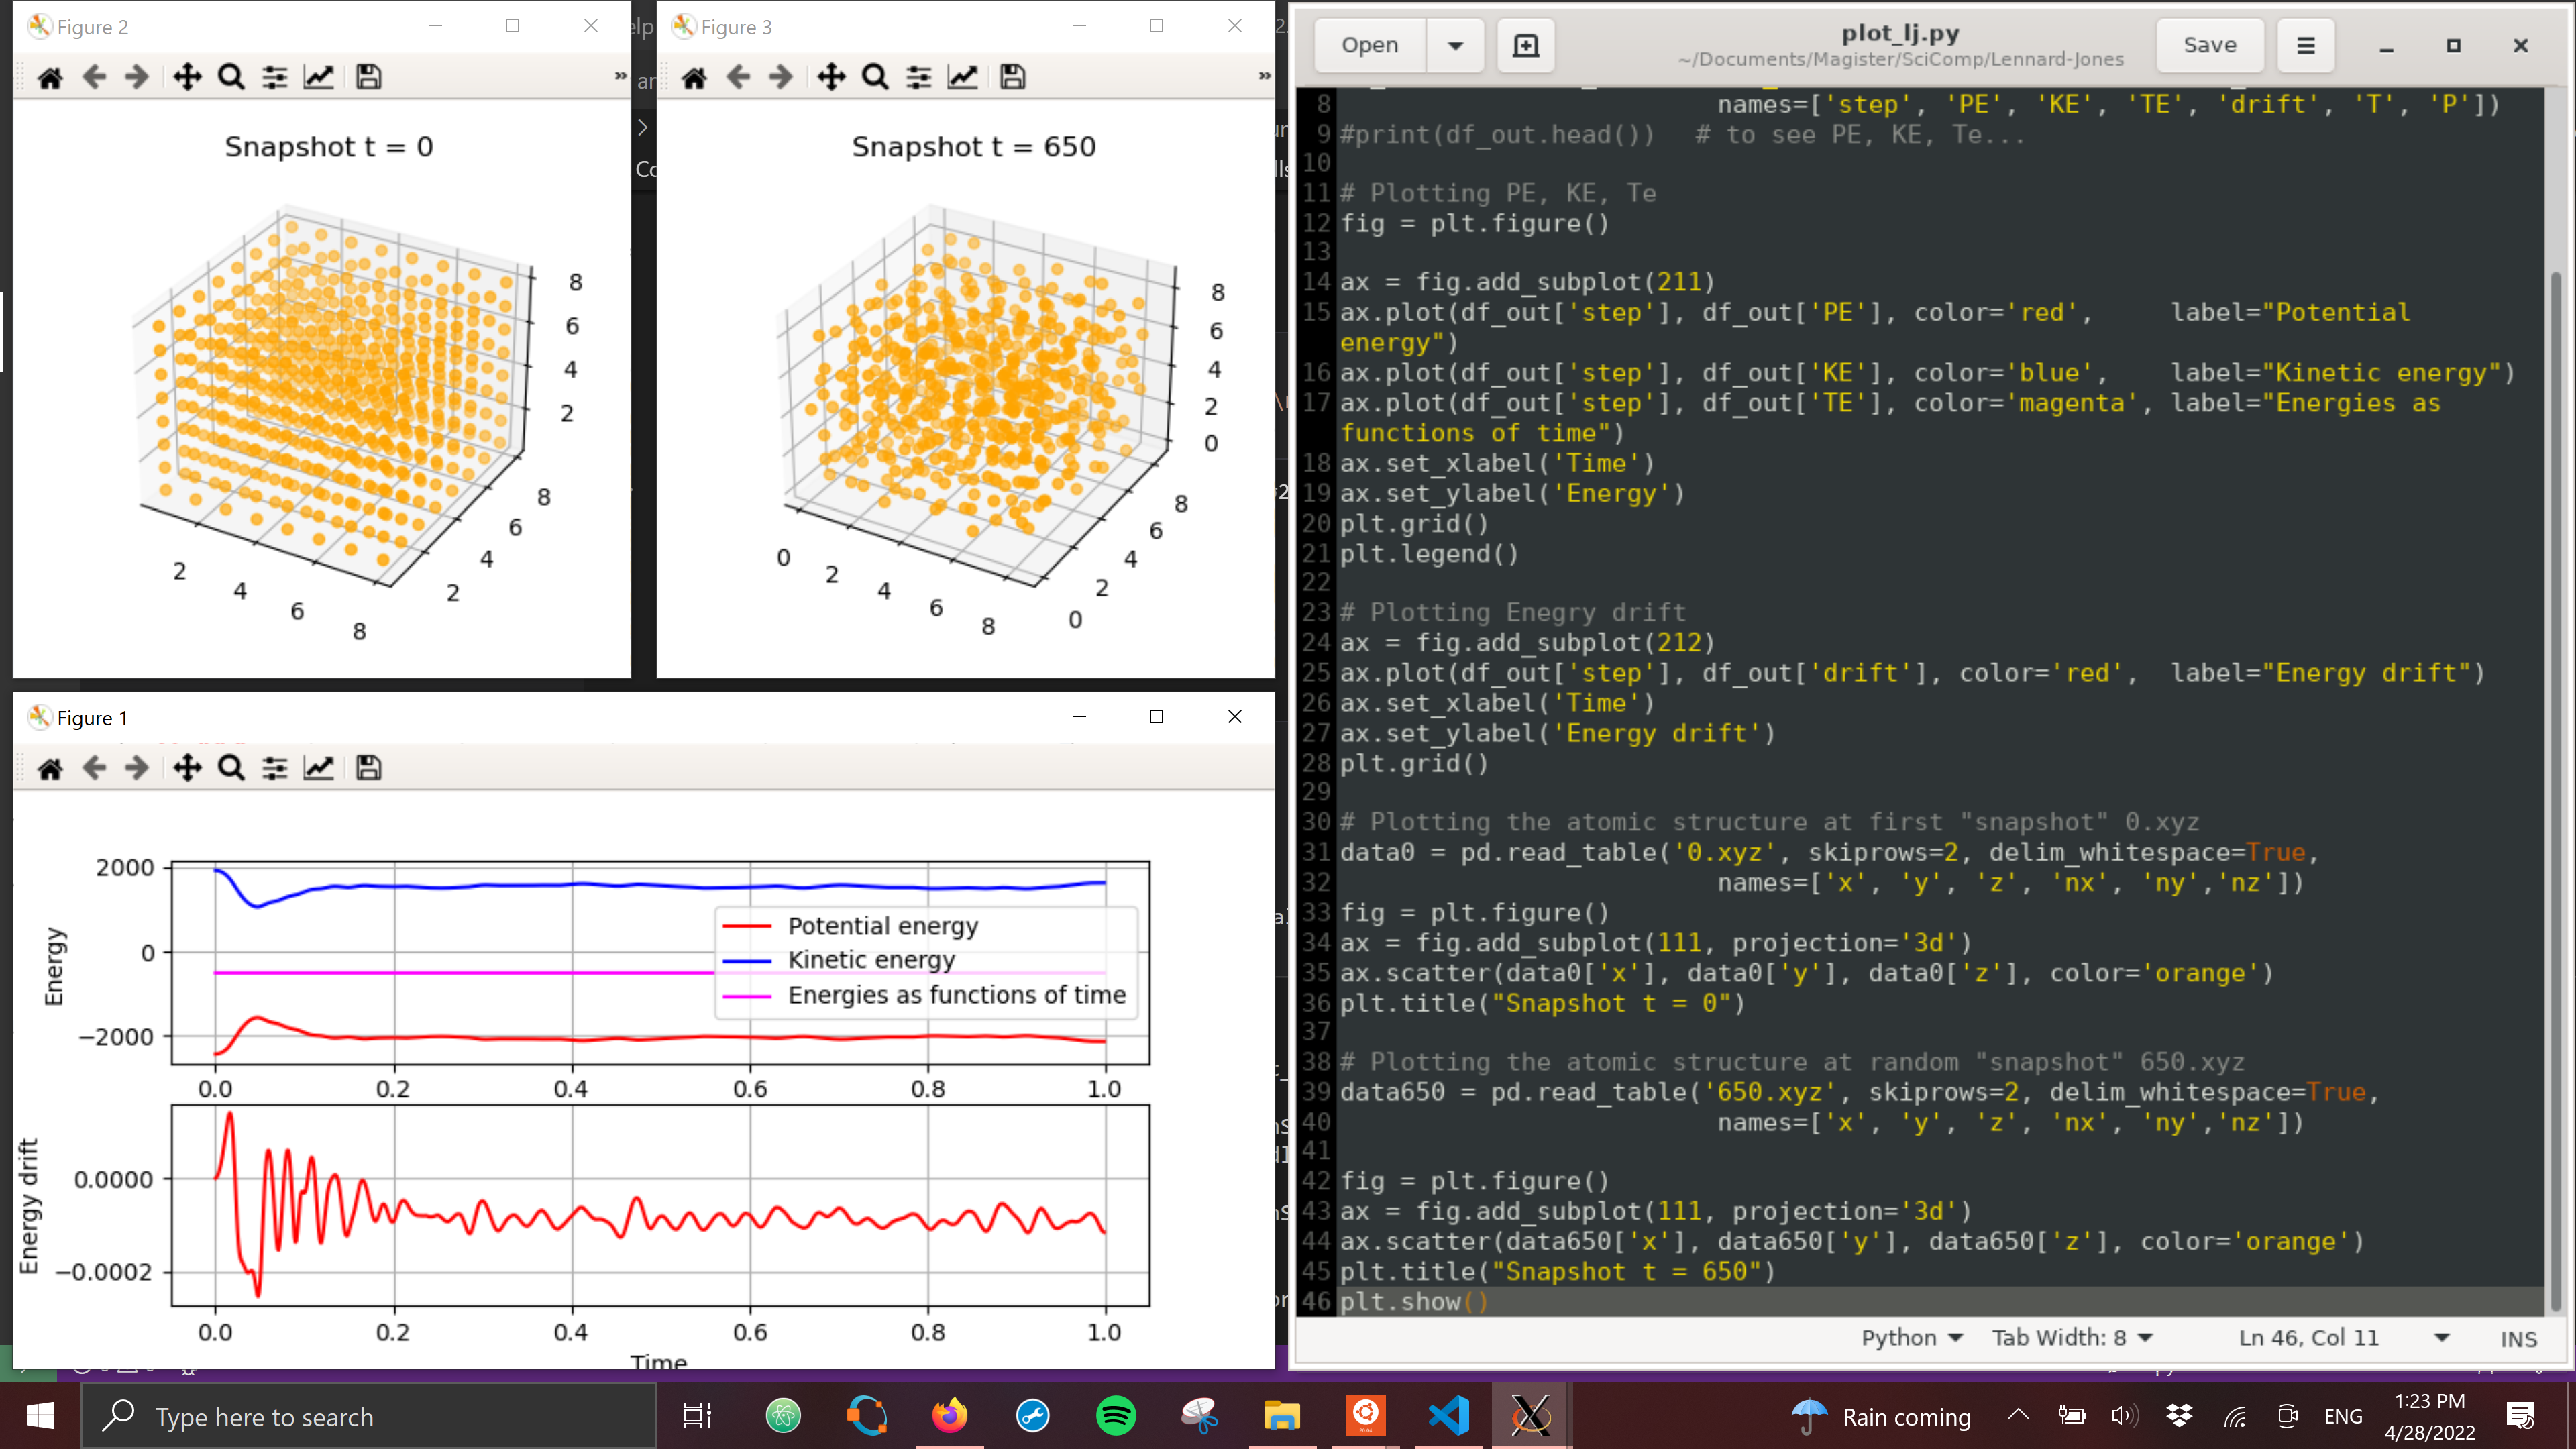 Figure 2
Snapshot t = 0
8
6
4
2
8
6
4
2
2
4
6
8
elp
an
Co
Figure 3
Snapshot t = 650
8
6
4
2
0
8
6
4
2
0
0
2
4
6
8
Figure 1
2000
0
−2000
Energy
Potential energy
Kinetic energy
Energies as functions of time
0.0 0.2 0.4 0.6 0.8 1.0
0.0000
−0.0002
Energy drift
0.0 0.2 0.4 0.6 0.8 1.0
Time
Open
plot_lj.py
~/Documents/Magister/SciComp/Lennard-Jones
Save
8 names=['step', 'PE', 'KE', 'TE', 'drift', 'T', 'P'])
9 #print(df_out.head()) # to see PE, KE, Te...
10
11 # Plotting PE, KE, Te
12 fig = plt.figure()
13
14 ax = fig.add_subplot(211)
15 ax.plot(df_out['step'], df_out['PE'], color='red', label="Potential
energy")
16 ax.plot(df_out['step'], df_out['KE'], color='blue', label="Kinetic energy")
17 ax.plot(df_out['step'], df_out['TE'], color='magenta', label="Energies as
functions of time")
18 ax.set_xlabel('Time')
19 ax.set_ylabel('Energy')
20 plt.grid()
21 plt.legend()
22
23 # Plotting Enegry drift
24 ax = fig.add_subplot(212)
25 ax.plot(df_out['step'], df_out['drift'], color='red', label="Energy drift")
26 ax.set_xlabel('Time')
27 ax.set_ylabel('Energy drift')
28 plt.grid()
29
30 # Plotting the atomic structure at first "snapshot" 0.xyz
31 data0 = pd.read_table('0.xyz', skiprows=2, delim_whitespace=True,
32 names=['x', 'y', 'z', 'nx', 'ny','nz'])
33 fig = plt.figure()
34 ax = fig.add_subplot(111, projection='3d')
35 ax.scatter(data0['x'], data0['y'], data0['z'], color='orange')
36 plt.title("Snapshot t = 0")
37
38 # Plotting the atomic structure at random "snapshot" 650.xyz
39 data650 = pd.read_table('650.xyz', skiprows=2, delim_whitespace=True,
40 names=['x', 'y', 'z', 'nx', 'ny','nz'])
41
42 fig = plt.figure()
43 ax = fig.add_subplot(111, projection='3d')
44 ax.scatter(data650['x'], data650['y'], data650['z'], color='orange')
45 plt.title("Snapshot t = 650")
46 plt.show()
Python Tab Width: 8 Ln 46, Col 11 INS
Type here to search
Rain coming
ENG
1:23 PM
4/28/2022